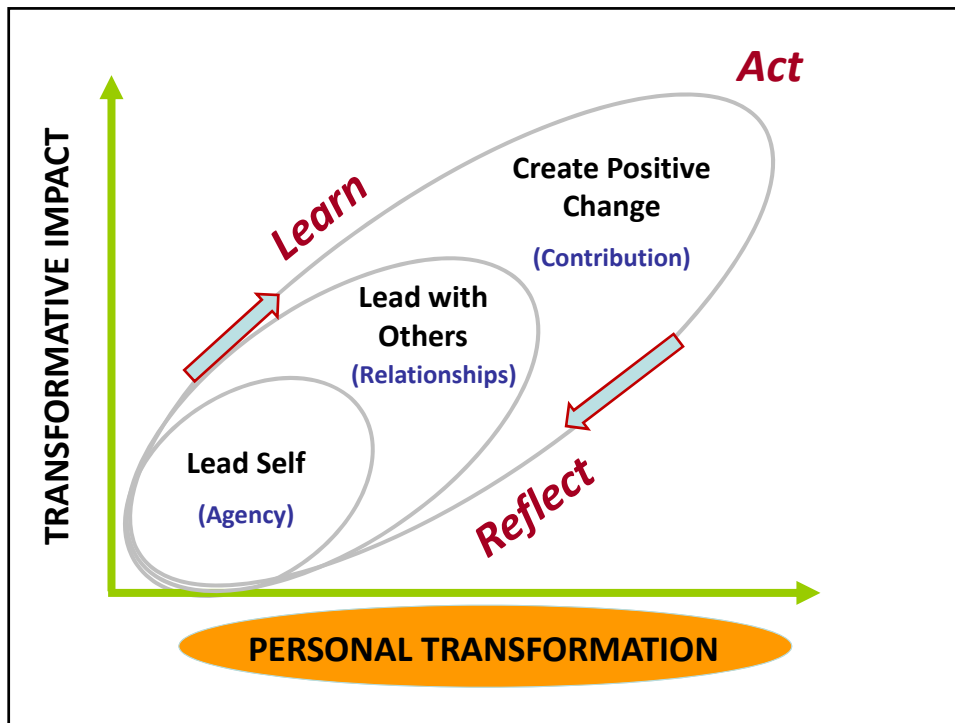 Act
Learn
Create Positive
Change
(Contribution)
Lead with
Others
(Relationships)
Lead Self
(Agency)
Reflect
TRANSFORMATIVE IMPACT
PERSONAL TRANSFORMATION